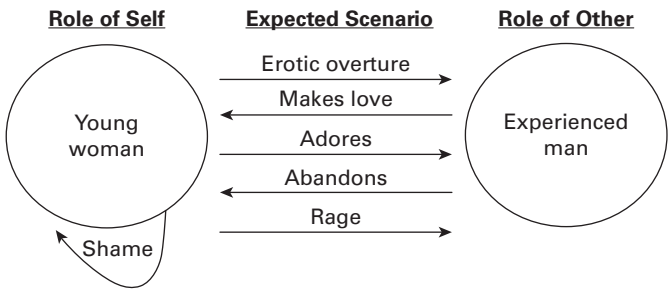 Role of Self
Expected Scenario
Role of Other
Erotic overture
Makes love
Young
woman
Adores
Experienced
man
Abandons
Rage
Shame